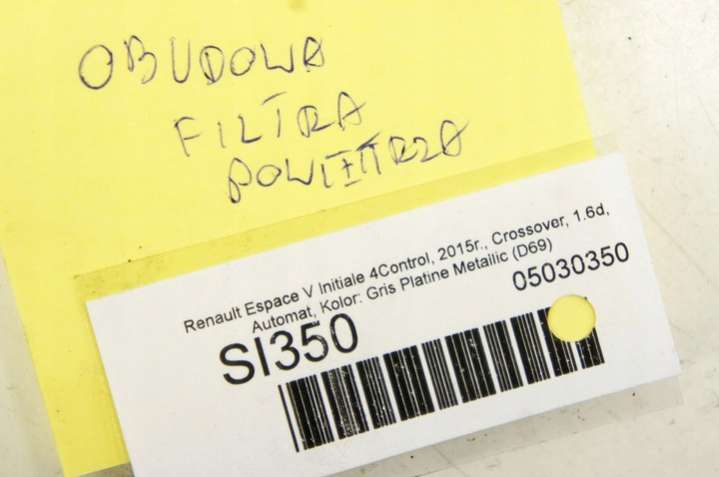 OBUDOWA
FILTRA
POWIETRZA
Renault Espace V Initiale 4Control, 2015r., Crossover, 1.6d,
Automat, Kolor: Gris Platine Metallic (D69)
05030350
SI350